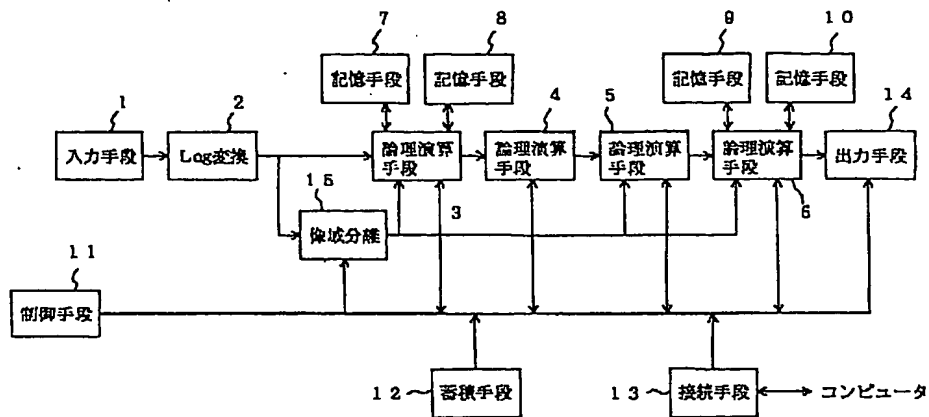 7
8
9
10
記憶手段
記憶手段
記憶手段
記憶手段
1
2
4
5
14
入力手段
Log変換
論理演算
手段
論理演算
手段
論理演算
手段
論理演算
手段
出力手段
15
3
6
像域分離
11
制御手段
12
蓄積手段
13
接続手段
コンピュータ